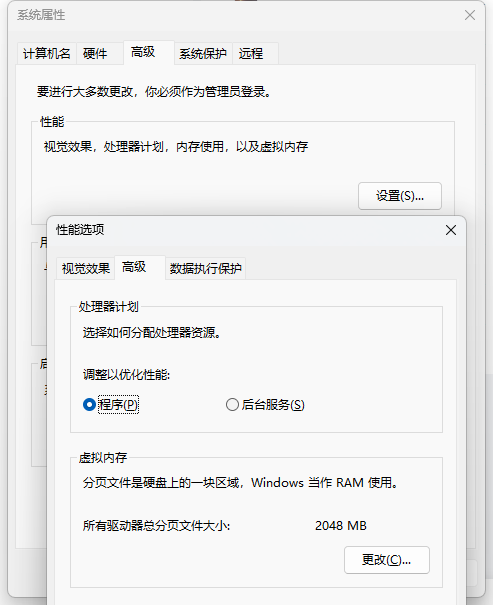 系统属性
计算机名 硬件 高级 系统保护 远程
要进行大多数更改，你必须作为管理员登录。
性能
视觉效果，处理器计划，内存使用，以及虚拟内存
设置(S)...
用
启
性能选项
视觉效果 高级 数据执行保护
处理器计划
选择如何分配处理器资源。
调整以优化性能:
程序(P) 后台服务(S)
虚拟内存
分页文件是硬盘上的一块区域，Windows 当作 RAM 使用。
所有驱动器总分页文件大小: 2048 MB
更改(C)...